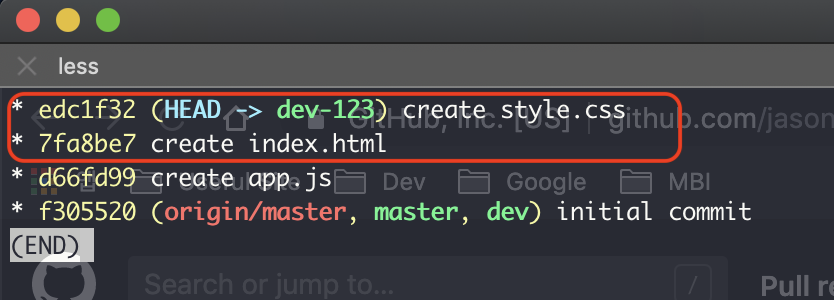 less
* edc1f32 (HEAD -> dev-123) create style.css
GitHub, Inc. [US] github.com/jason
* 7fa8be7 create index.html
* d66fd99 create app.js
Dev Google MBI
* f305520 (origin/master, master, dev) initial commit
(END)
Search or jump to... /
Pull re